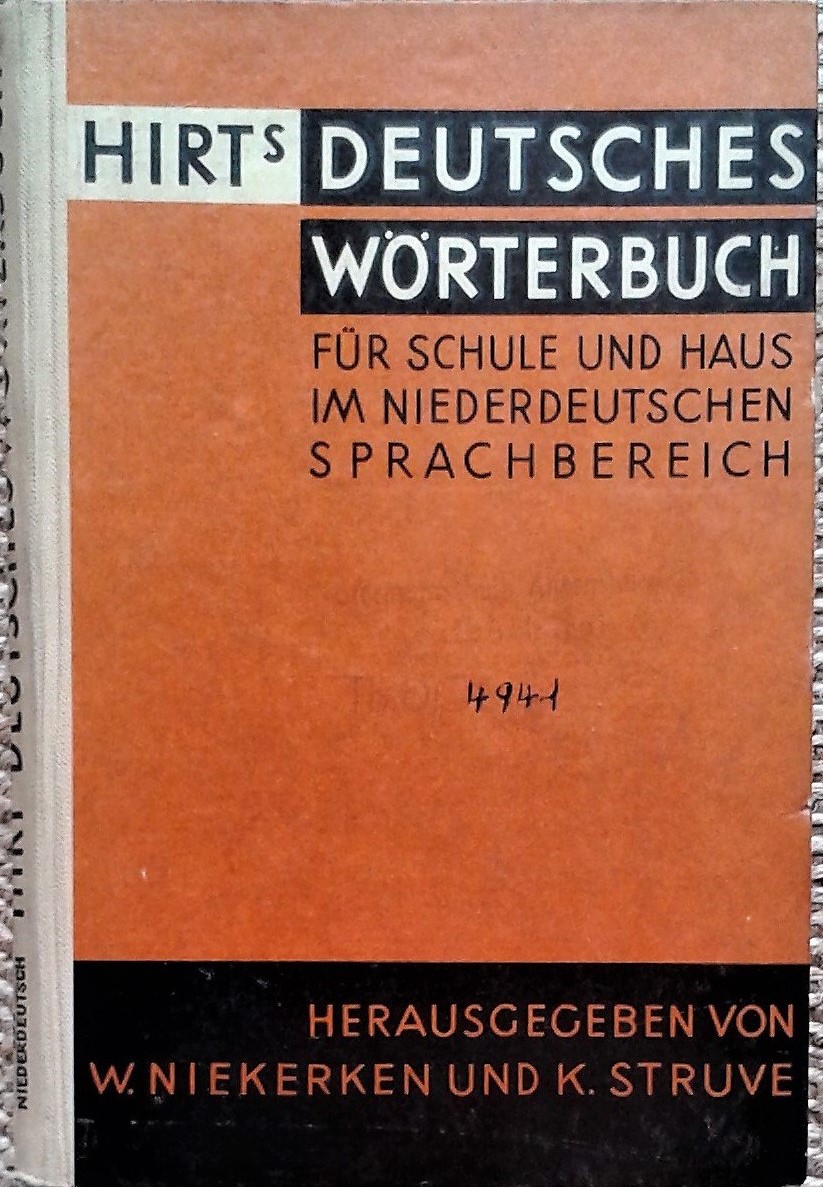 HIRTS DEUTSCHES
WÖRTERBUCH
FÜR SCHULE UND HAUS
IM NIEDERDEUTSCHEN
SPRACHBEREICH
4941
HERAUSGEGEBEN VON
W. NIEKERKEN UND K. STRUVE
NIEDERDEUTSCH